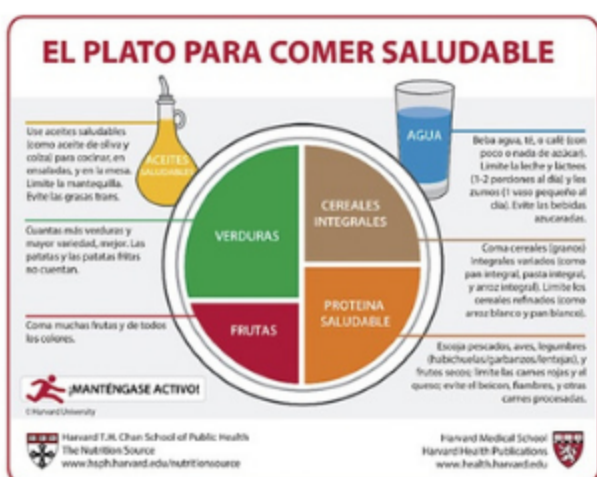 EL PLATO PARA COMER SALUDABLE
Use aceites saludables
(como aceite de oliva y
colza) para cocinar, en
ensaladas, y en la mesa.
Limite la mantequilla.
Evite las grasas trans.
ACEITES
SALUDABLES
AGUA
Beba agua, té, o café (con
poco o nada de azúcar).
Limite la leche y lácteos
(1-2 porciones al día) y los
zumos (1 vaso pequeño al
día). Evite las bebidas
azucaradas.
Cuantas más verduras y
mayor variedad, mejor. Las
patatas y las patatas fritas
no cuentan.
VERDURAS
CEREALES
INTEGRALES
Coma cereales (granos)
integrales variados (como
pan integral, pasta integral,
y arroz integral). Limite los
cereales refinados (como
arroz blanco y pan blanco).
Coma muchas frutas y de todos
los colores.
FRUTAS
PROTEINA
SALUDABLE
Escoja pescados, aves, legumbres
(habichuelas/garbanzos/lentejas), y
frutos secos; limite las carnes rojas y el
queso; evite el beicon, fiambres, y otras
carnes procesadas.
¡MANTÉNGASE ACTIVO!
© Harvard University
Harvard T.H. Chan School of Public Health
The Nutrition Source
www.hsph.harvard.edu/nutritionsource
Harvard Medical School
Harvard Health Publications
www.health.harvard.edu